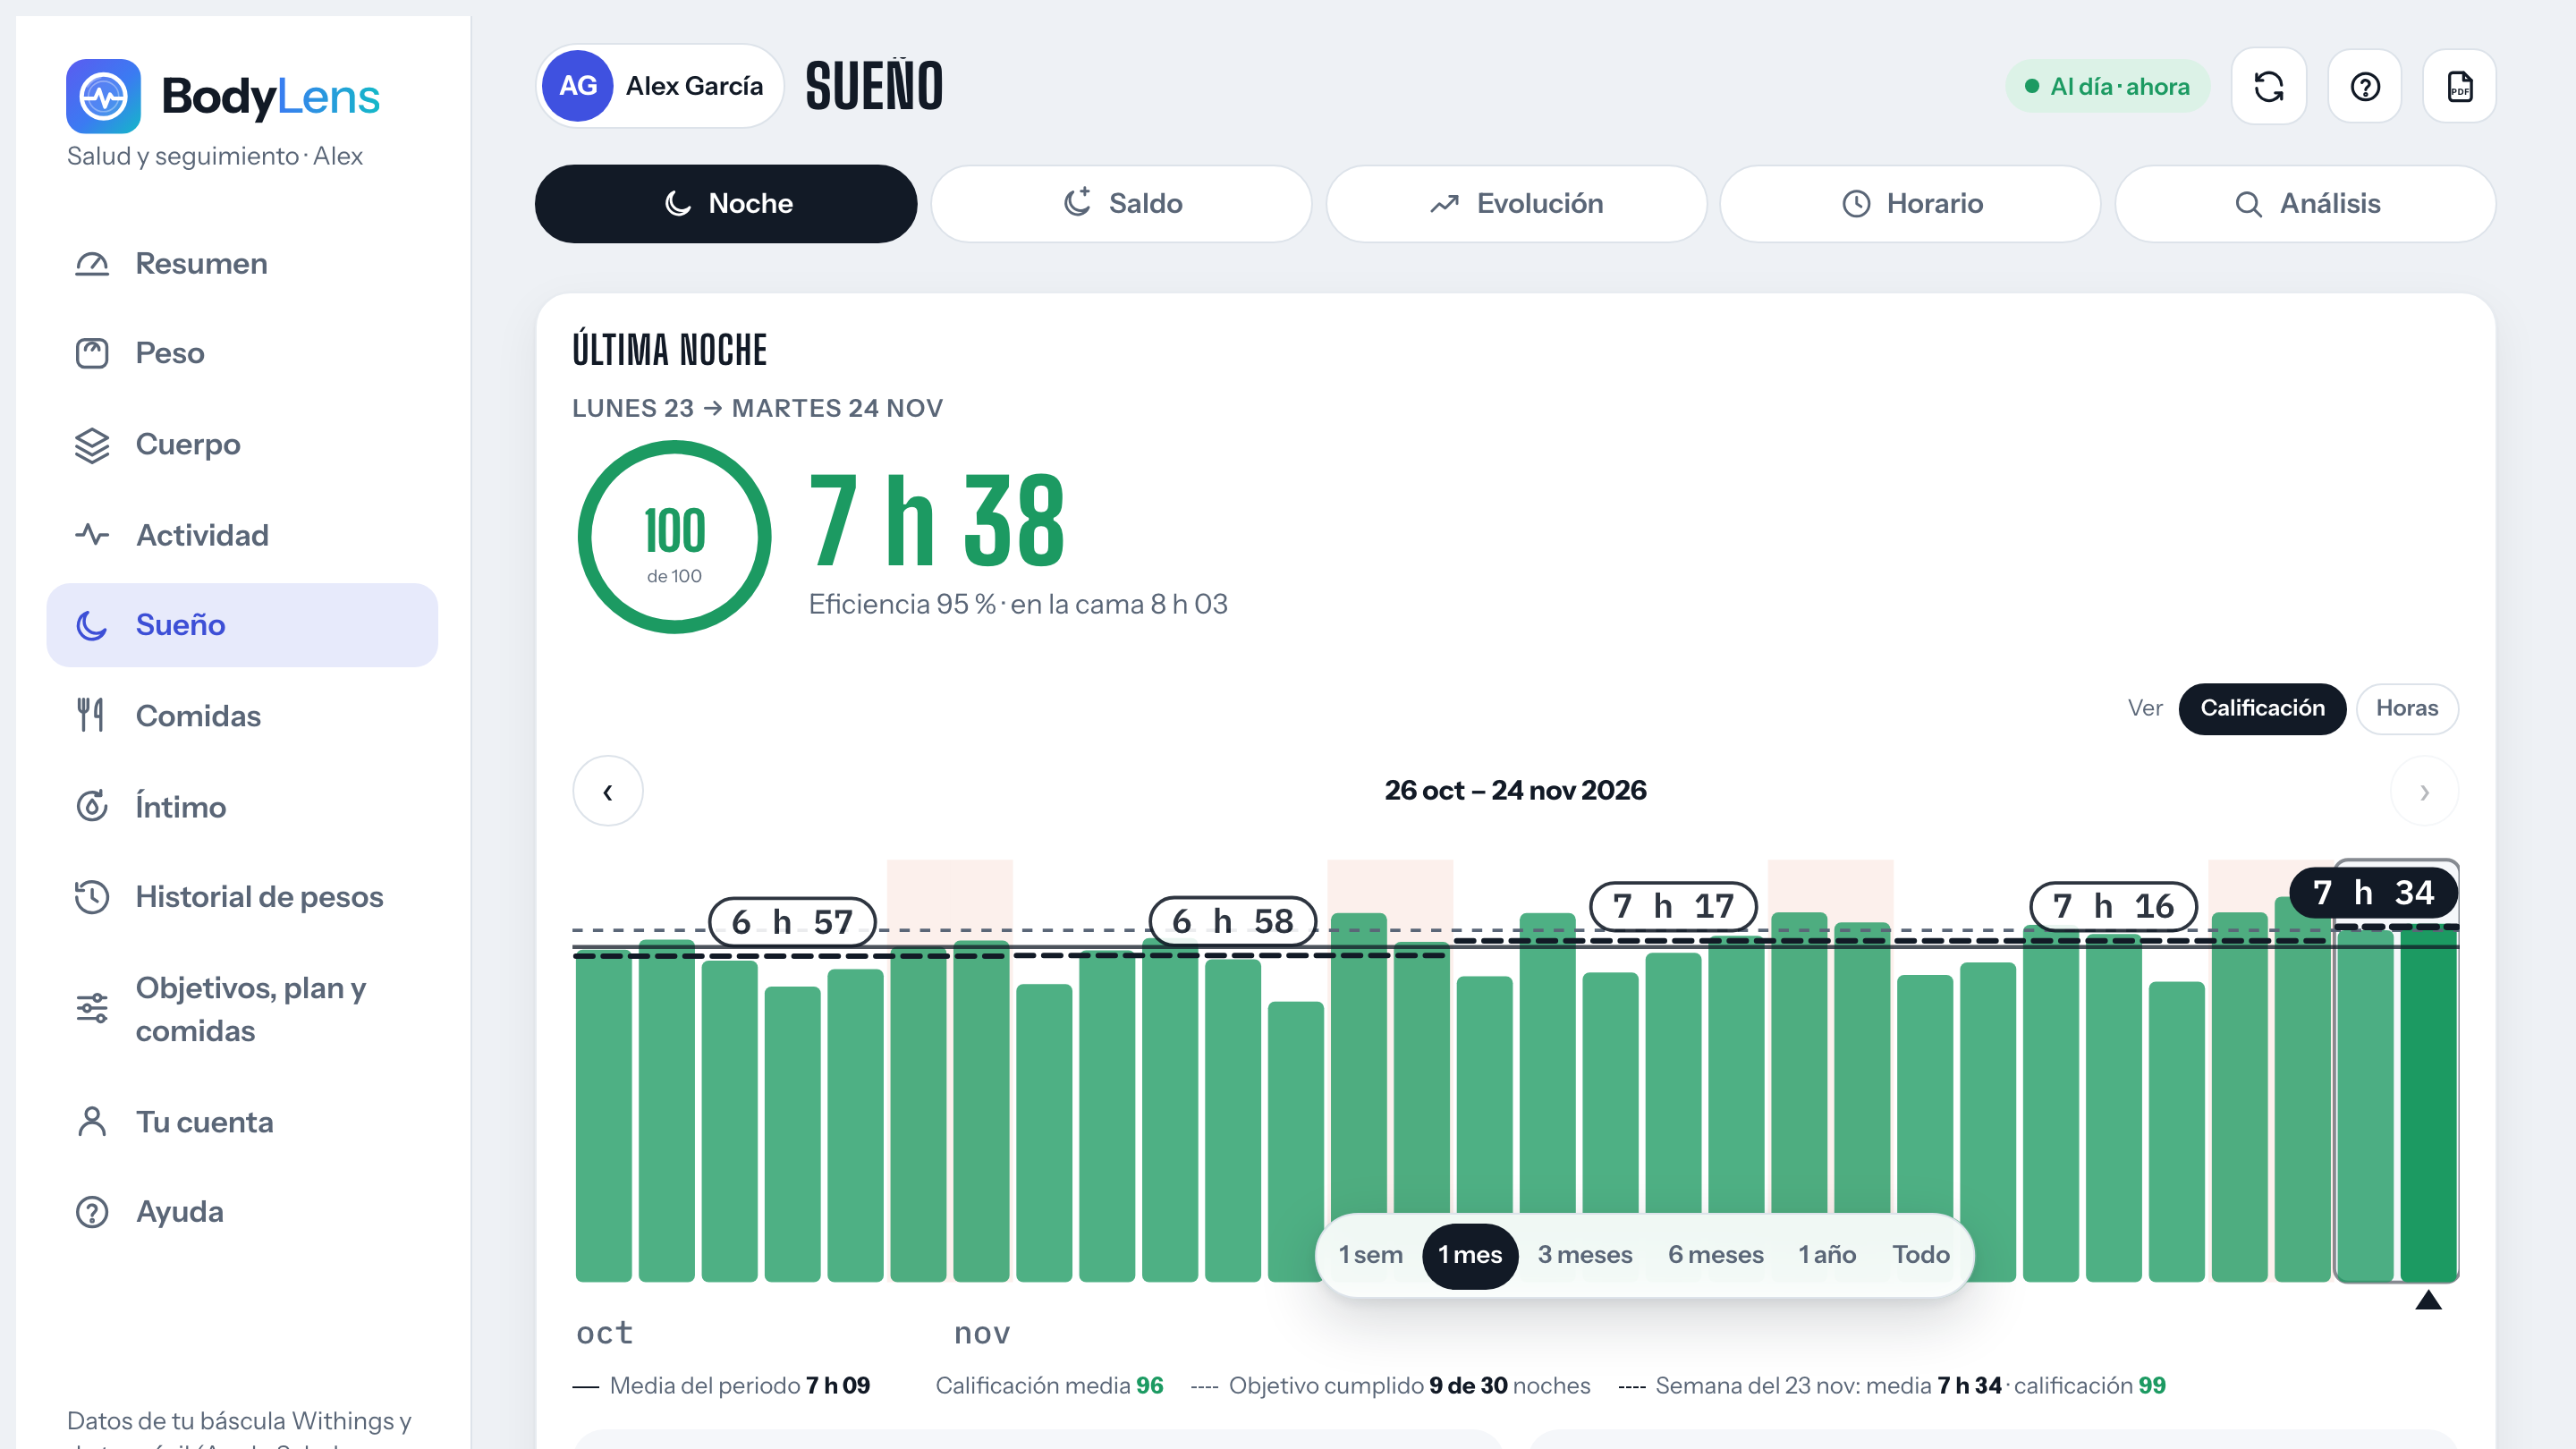 BodyLens
Salud y seguimiento · Alex
Resumen
Peso
Cuerpo
Actividad
Sueño
Comidas
Íntimo
Historial de pesos
Objetivos, plan y
comidas
Tu cuenta
Ayuda
Datos de tu báscula Withings y
AG Alex García SUEÑO
Al día · ahora
PDF
Noche Saldo Evolución Horario Análisis
ÚLTIMA NOCHE
LUNES 23 → MARTES 24 NOV
100
de 100
7 h 38
Eficiencia 95 % · en la cama 8 h 03
Ver Calificación Horas
‹ 26 oct – 24 nov 2026 ›
6 h 57 6 h 58 7 h 17 7 h 16 7 h 34
1 sem 1 mes 3 meses 6 meses 1 año Todo
oct nov
Media del periodo 7 h 09 Calificación media 96 Objetivo cumplido 9 de 30 noches Semana del 23 nov: media 7 h 34 · calificación 99